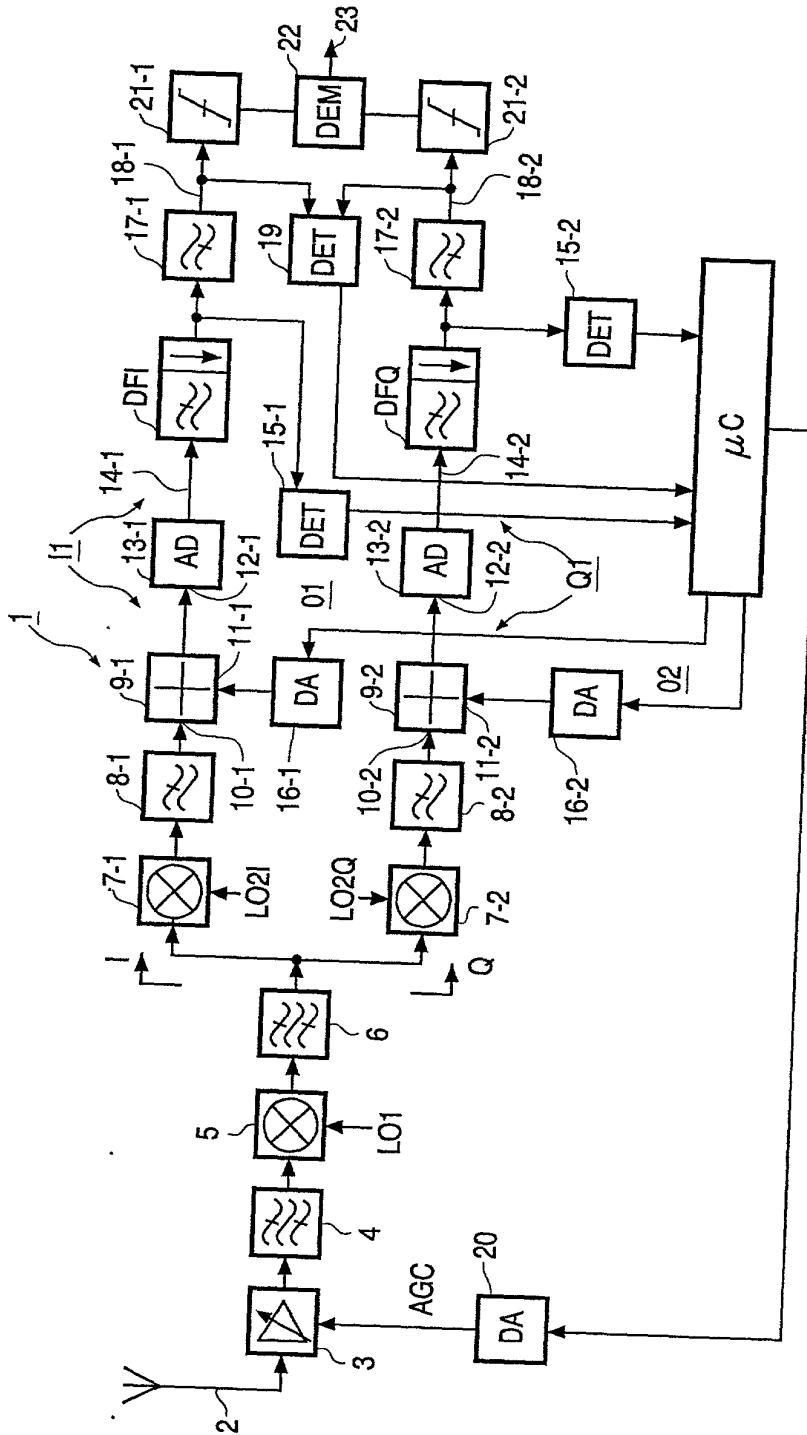 1
2
3
4
5
LO1
6
AGC
20
DA
I
Q
7-1
LO2I
LO2Q
7-2
8-1
10-1
8-2
10-2
9-1
11-1
9-2
11-2
16-1
DA
16-2
DA
O1
O2
I1
13-1
AD
12-1
14-1
13-2
AD
12-2
14-2
Q1
DFI
15-1
DET
DFQ
17-1
18-1
19
DET
17-2
18-2
15-2
DET
21-1
22
DEM
23
21-2
μC